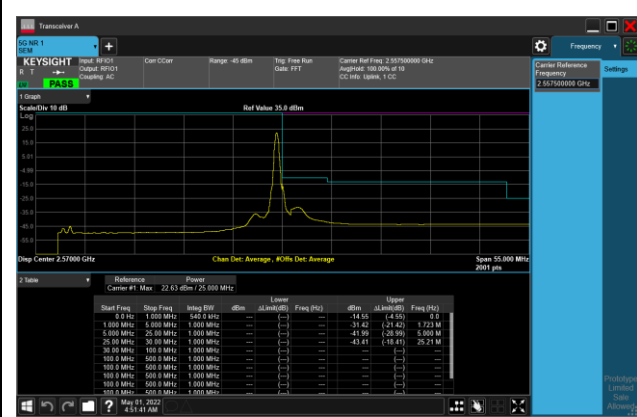 Transceiver A
5G NR 1
SEM
Frequency
KEYSIGHT
R T
LXI
PASS
Input: RFIO1
Output: RFIO1
Coupling: AC
Corr CCorr
Range: -45 dBm
Trig: Free Run
Gate: FFT
Carrier Ref Freq: 2.557500000 GHz
Avg|Hold: 100.00% of 10
CC Info: Uplink, 1 CC
Carrier Reference
Frequency
2.557500000 GHz
Settings
1 Graph
Scale/Div 10 dB
Ref Value 35.0 dBm
Log
25.0
15.0
5.01
-4.99
-15.0
-25.0
-35.0
-45.0
-55.0
Disp Center 2.57000 GHz
Chan Det: Average , #Offs Det: Average
Span 55.000 MHz
2001 pts
2 Table
Reference Power
Carrier #1 Max 22.63 dBm / 25.000 MHz
Lower Upper
Start Freq Stop Freq Integ BW dBm ΔLimit(dB) Freq (Hz) dBm ΔLimit(dB) Freq (Hz)
0.0 Hz 1.000 MHz 540.0 kHz --- (---) --- -14.55 (-4.55) 0.0
1.000 MHz 5.000 MHz 1.000 MHz --- (---) --- -31.42 (-21.42) 1.723 M
5.000 MHz 25.00 MHz 1.000 MHz --- (---) --- -41.99 (-28.99) 5.000 M
25.00 MHz 30.00 MHz 1.000 MHz --- (---) --- -43.41 (-18.41) 25.21 M
30.00 MHz 100.0 MHz 1.000 MHz --- (---) --- --- (---) ---
100.0 MHz 500.0 MHz 1.000 MHz --- (---) --- --- (---) ---
100.0 MHz 500.0 MHz 1.000 MHz --- (---) --- --- (---) ---
100.0 MHz 500.0 MHz 1.000 MHz --- (---) --- --- (---) ---
100.0 MHz 500.0 MHz 1.000 MHz --- (---) --- --- (---) ---
Prototype
Limited
Sale
Allowed
May 01, 2022
4:51:41 AM